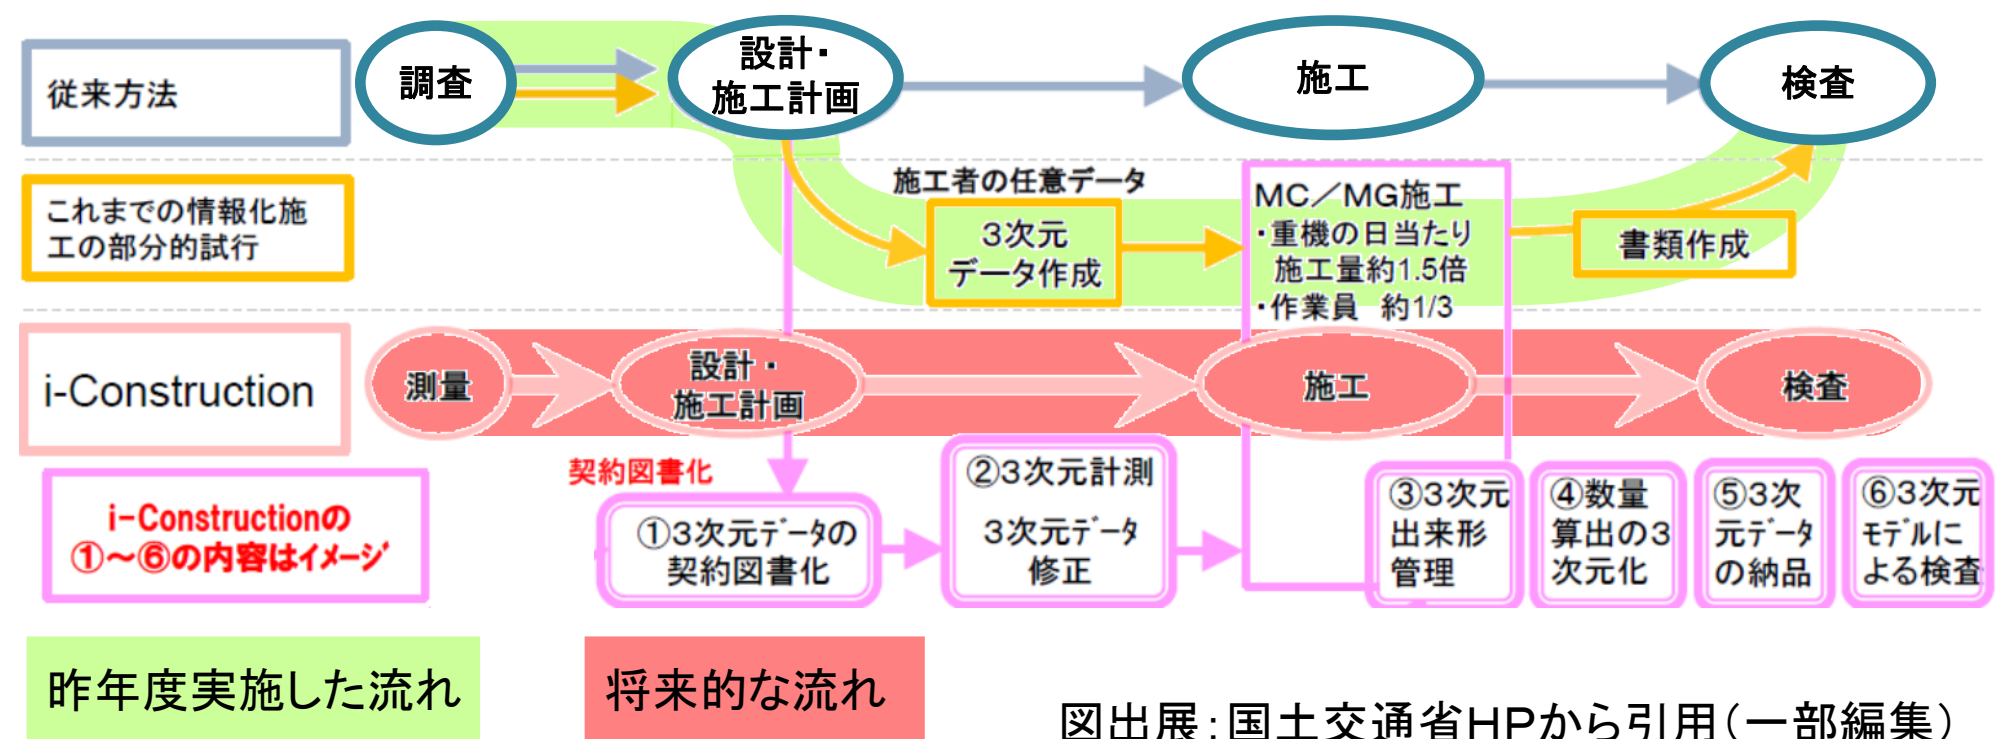 従来方法
調査
設計・
施工計画
施工
検査
これまでの情報化施
工の部分的試行
施工者の任意データ
3次元
データ作成
MC/MG施工
・重機の日当たり
施工量約1.5倍
・作業員 約1/3
書類作成
i-Construction
測量
設計・
施工計画
施工
検査
i-Constructionの
①~⑥の内容はイメージ
契約図書化
①3次元データの
契約図書化
②3次元計測
3次元データ
修正
③3次元
出来形
管理
④数量
算出の3
次元化
⑤3次
元データ
の納品
⑥3次元
モデルに
よる検査
昨年度実施した流れ
将来的な流れ
図出展:国土交通省HPから引用(一部編集)